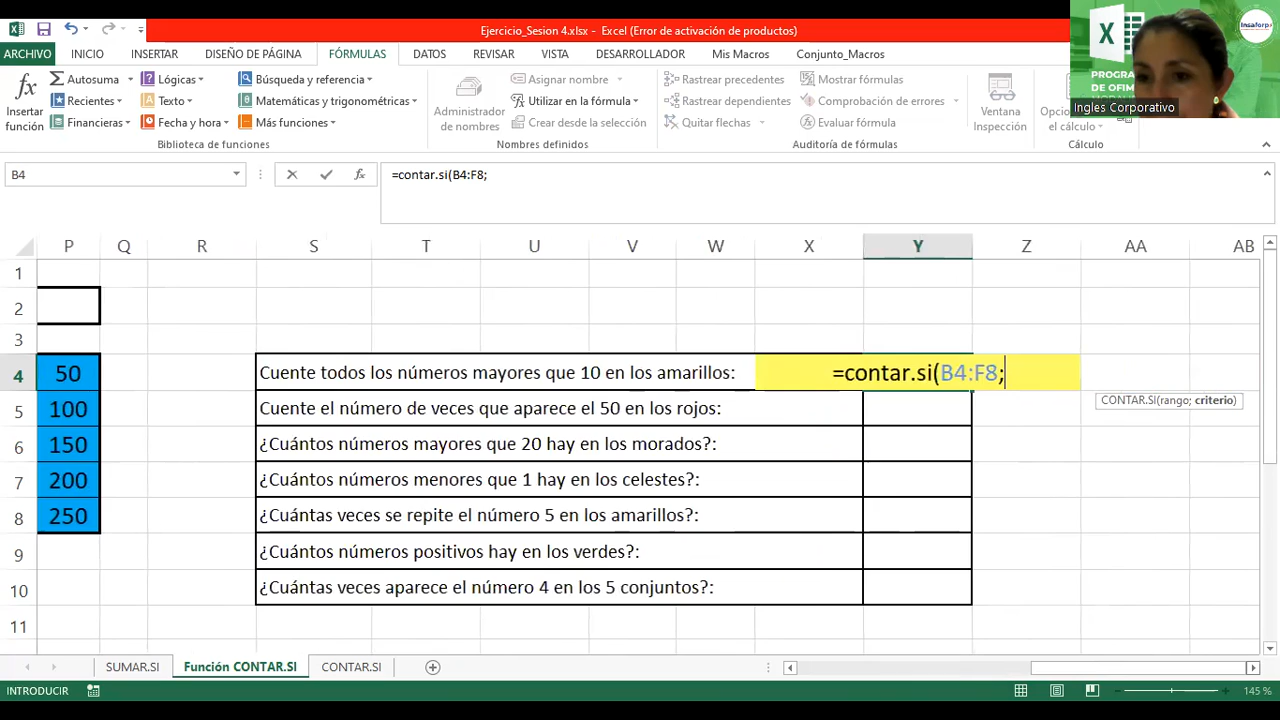 Ejercicio_Sesion 4.xlsx - Excel (Error de activación de productos)
ARCHIVO INICIO INSERTAR DISEÑO DE PÁGINA FÓRMULAS DATOS REVISAR VISTA DESARROLLADOR Mis Macros Conjunto_Macros
Insertar función
Autosuma
Recientes
Financieras
Lógicas
Texto
Fecha y hora
Búsqueda y referencia
Matemáticas y trigonométricas
Más funciones
Biblioteca de funciones
Administrador de nombres
Asignar nombre
Utilizar en la fórmula
Crear desde la selección
Nombres definidos
Rastrear precedentes
Rastrear dependientes
Quitar flechas
Mostrar fórmulas
Comprobación de errores
Evaluar fórmula
Auditoría de fórmulas
Ventana Inspección
el cálculo
Cálculo
Insaforp
PROGRA
DE OFIM
Ingles Corporativo
B4
fx
=contar.si(B4:F8;
P Q R S T U V W X Y Z AA AB
1
2
3
4 50 Cuente todos los números mayores que 10 en los amarillos: =contar.si(B4:F8;
CONTAR.SI(rango; criterio)
5 100 Cuente el número de veces que aparece el 50 en los rojos:
6 150 ¿Cuántos números mayores que 20 hay en los morados?:
7 200 ¿Cuántos números menores que 1 hay en los celestes?:
8 250 ¿Cuántas veces se repite el número 5 en los amarillos?:
9 ¿Cuántos números positivos hay en los verdes?:
10 ¿Cuántas veces aparece el número 4 en los 5 conjuntos?:
11
SUMAR.SI Función CONTAR.SI CONTAR.SI
INTRODUCIR
145 %